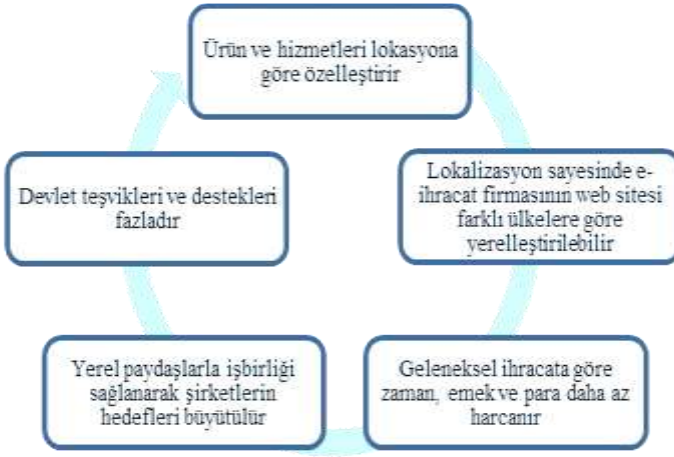 Ürün ve hizmetleri lokasyona
göre özelleştirir
Lokalizasyon sayesinde e-
ihracat firmasının web sitesi
farklı ülkelere göre
yerelleştirilebilir
Geleneksel ihracata göre
zaman, emek ve para daha az
harcanır
Yerel paydaşlarla işbirliği
sağlanarak şirketlerin
hedefleri büyütülür
Devlet teşvikleri ve destekleri
fazladır